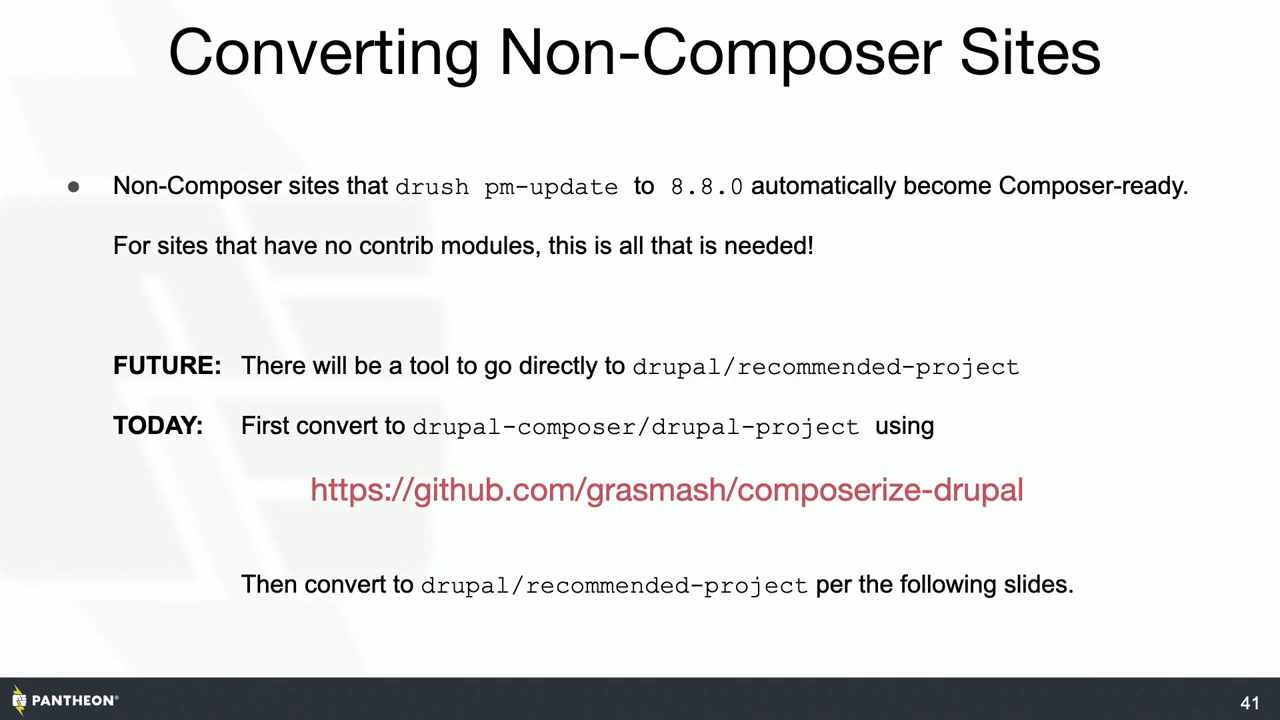 Converting Non-Composer Sites
● Non-Composer sites that drush pm-update to 8.8.0 automatically become Composer-ready.
For sites that have no contrib modules, this is all that is needed!
FUTURE: There will be a tool to go directly to drupal/recommended-project
TODAY: First convert to drupal-composer/drupal-project using
https://github.com/grasmash/composerize-drupal
Then convert to drupal/recommended-project per the following slides.
PANTHEON®
41